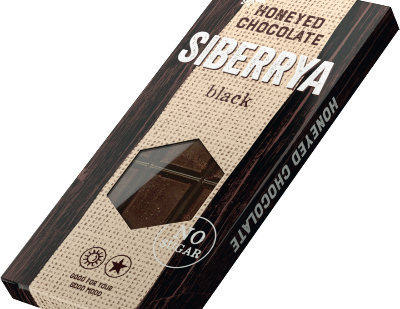 HONEYED
CHOCOLATE
SIBERRYA
black
NO
SUGAR
GOOD FOR YOUR
GOOD MOOD
HONEYED CHOCOLATE